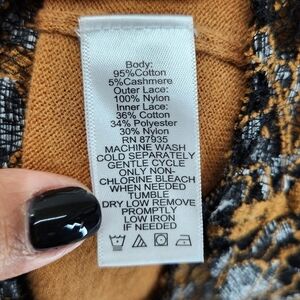 Body:
95%Cotton
5%Cashmere
Outer Lace:
100% Nylon
Inner Lace:
36% Cotton
34% Polyester
30% Nylon
RN 87935
MACHINE WASH
COLD SEPARATELY
GENTLE CYCLE
ONLY NON-
CHLORINE BLEACH
WHEN NEEDED
TUMBLE
DRY LOW REMOVE
PROMPTLY
LOW IRON
IF NEEDED